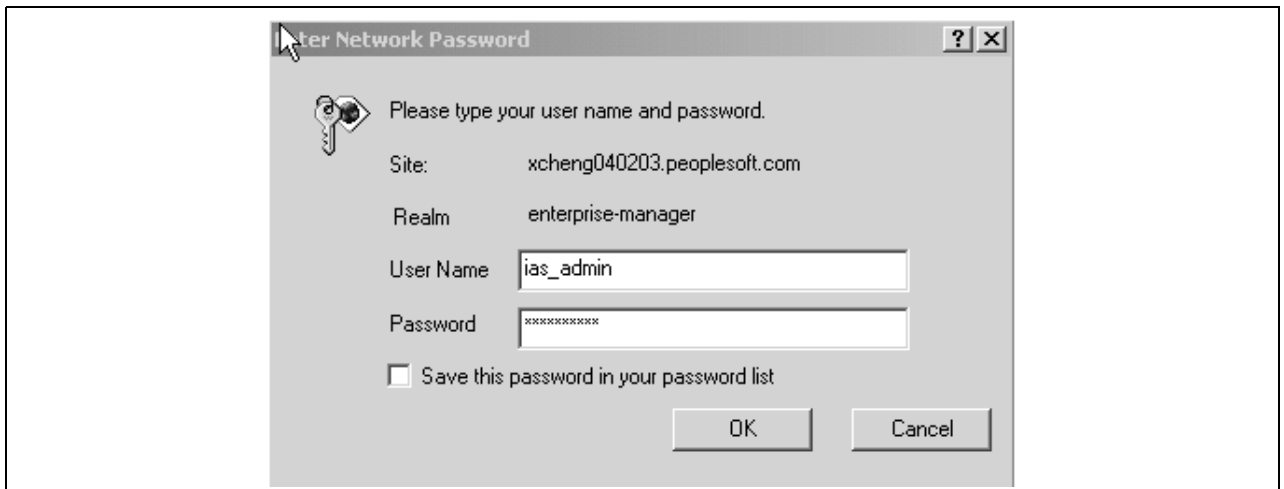 ter Network Password
Please type your user name and password.
Site: xcheng040203.peoplesoft.com
Realm enterprise-manager
User Name ias_admin
Password **********
Save this password in your password list
OK Cancel